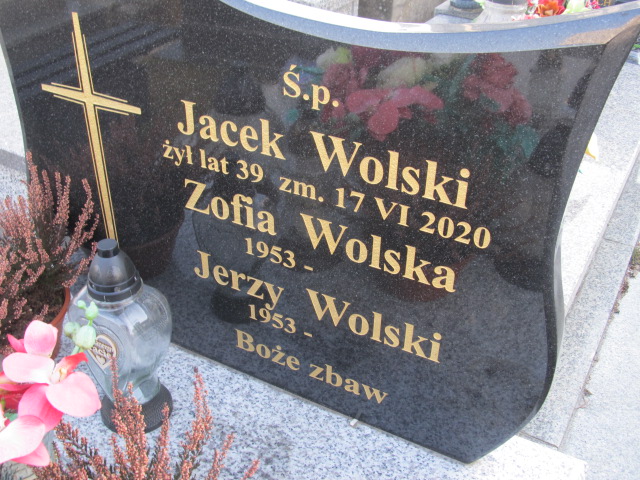 Ś.p.
Jacek Wolski
żył lat 39 zm. 17 VI 2020
Zofia Wolska
1953 -
Jerzy Wolski
1953 -
Boże zbaw